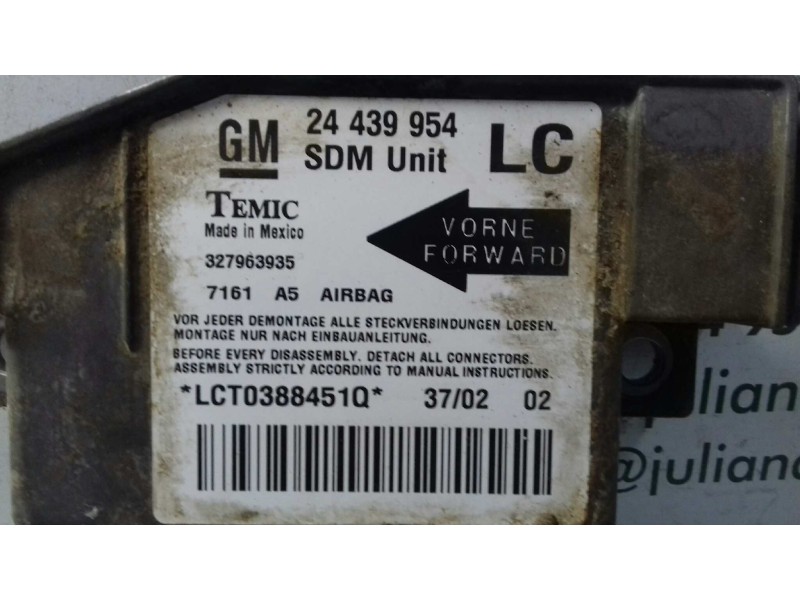 GM 24 439 954 LC
SDM Unit
TEMIC
Made in Mexico
VORNE
FORWARD
327963935
7161 A5 AIRBAG
VOR JEDER DEMONTAGE ALLE STECKVERBINDUNGEN LOESEN.
MONTAGE NUR NACH EINBAUANLEITUNG.
BEFORE EVERY DISASSEMBLY. DETACH ALL CONNECTORS.
ASSEMBLY STRICTLY ACCORDING TO MANUAL INSTRUCTIONS.
*LCT0388451Q* 37/02 02
julian
@julian